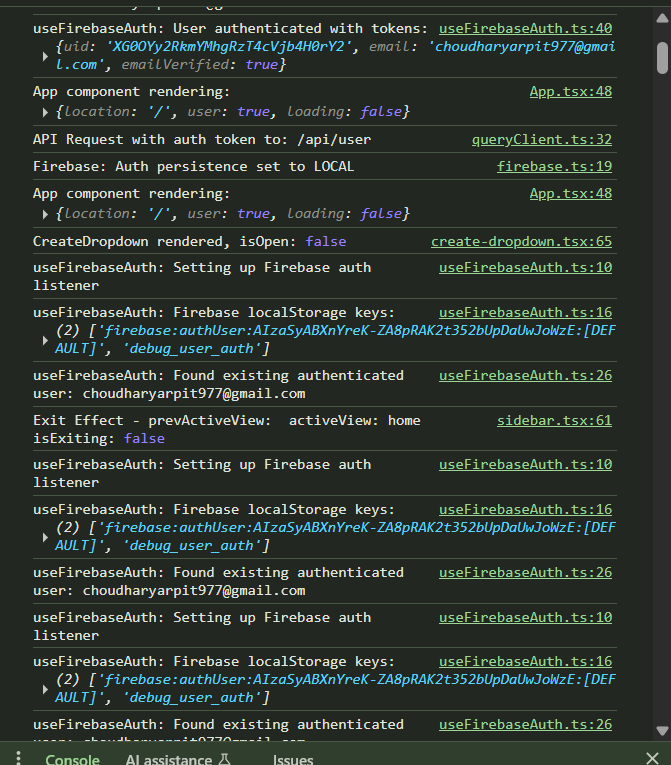 useFirebaseAuth: User authenticated with tokens: useFirebaseAuth.ts:40
{uid: 'XG0OYy2RkmYMhgRzT4cVjb4H0rY2', email: 'choudharyarpit977@gmai
l.com', emailVerified: true}
App component rendering: App.tsx:48
{location: '/', user: true, loading: false}
API Request with auth token to: /api/user queryClient.ts:32
Firebase: Auth persistence set to LOCAL firebase.ts:19
App component rendering: App.tsx:48
{location: '/', user: true, loading: false}
CreateDropdown rendered, isOpen: false create-dropdown.tsx:65
useFirebaseAuth: Setting up Firebase auth useFirebaseAuth.ts:10
listener
useFirebaseAuth: Firebase localStorage keys: useFirebaseAuth.ts:16
(2) ['firebase:authUser:AIzaSyABXnYreK-ZA8pRAK2t352bUpDaUwJoWzE:[DEF
AULT]', 'debug_user_auth']
useFirebaseAuth: Found existing authenticated useFirebaseAuth.ts:26
user: choudharyarpit977@gmail.com
Exit Effect - prevActiveView:  activeView: home sidebar.tsx:61
isExiting: false
useFirebaseAuth: Setting up Firebase auth useFirebaseAuth.ts:10
listener
useFirebaseAuth: Firebase localStorage keys: useFirebaseAuth.ts:16
(2) ['firebase:authUser:AIzaSyABXnYreK-ZA8pRAK2t352bUpDaUwJoWzE:[DEF
AULT]', 'debug_user_auth']
useFirebaseAuth: Found existing authenticated useFirebaseAuth.ts:26
user: choudharyarpit977@gmail.com
useFirebaseAuth: Setting up Firebase auth useFirebaseAuth.ts:10
listener
useFirebaseAuth: Firebase localStorage keys: useFirebaseAuth.ts:16
(2) ['firebase:authUser:AIzaSyABXnYreK-ZA8pRAK2t352bUpDaUwJoWzE:[DEF
AULT]', 'debug_user_auth']
useFirebaseAuth: Found existing authenticated useFirebaseAuth.ts:26
Console AI assistance Issues